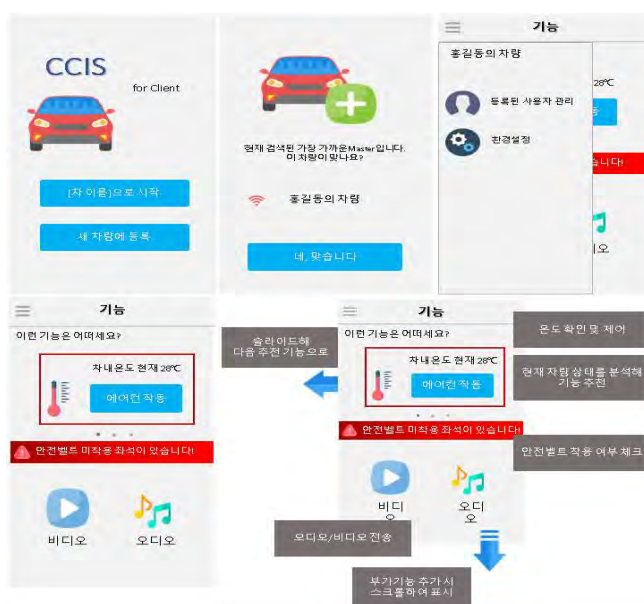 CCIS
for Client
[차 이름]으로 시작
새 차량에 등록
현재 검색된 가장 가까운Master입니다.
이 차량이 맞나요?
홍길동의 차량
네, 맞습니다
기능
홍길동의 차량
등록된 사용자 관리
환경설정
28℃
동
습니다!
디오
기능
이런 기능은 어떠세요?
차내온도 현재 28℃
에어컨 작동
안전벨트 미착용 좌석이 있습니다!
비디오
오디오
슬라이드해
다음 추천 기능으로
기능
이런 기능은 어떠세요?
차내온도 현재 28℃
에어컨 작동
안전벨트 미착용 좌석이 있습니다!
비디
오
오디
오
온도 확인 및 제어
현재 차량 상태를 분석해
기능 추천
안전벨트 착용 여부 체크
오디오/비디오 전송
부가기능 추가 시
스크롤하여 표시